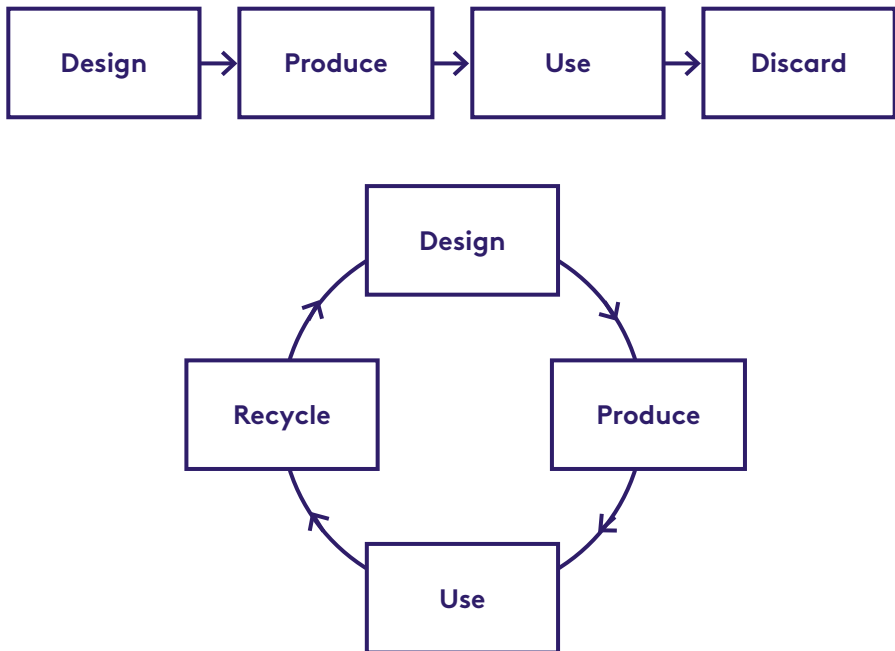 Design
Produce
Use
Discard
Design
Recycle
Produce
Use